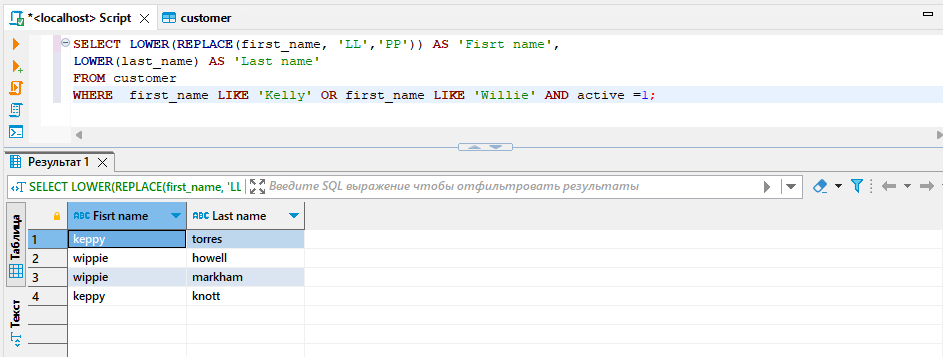 *<localhost> Script
customer
SELECT LOWER(REPLACE(first_name, 'LL','PP')) AS 'Fisrt name',
LOWER(last_name) AS 'Last name'
FROM customer
WHERE first_name LIKE 'Kelly' OR first_name LIKE 'Willie' AND active =1;
Результат 1
SELECT LOWER(REPLACE(first_name, 'LL
Введите SQL выражение чтобы отфильтровать результаты
Таблица
Текст
ABC Fisrt name ABC Last name
1 keppy torres
2 wippie howell
3 wippie markham
4 keppy knott